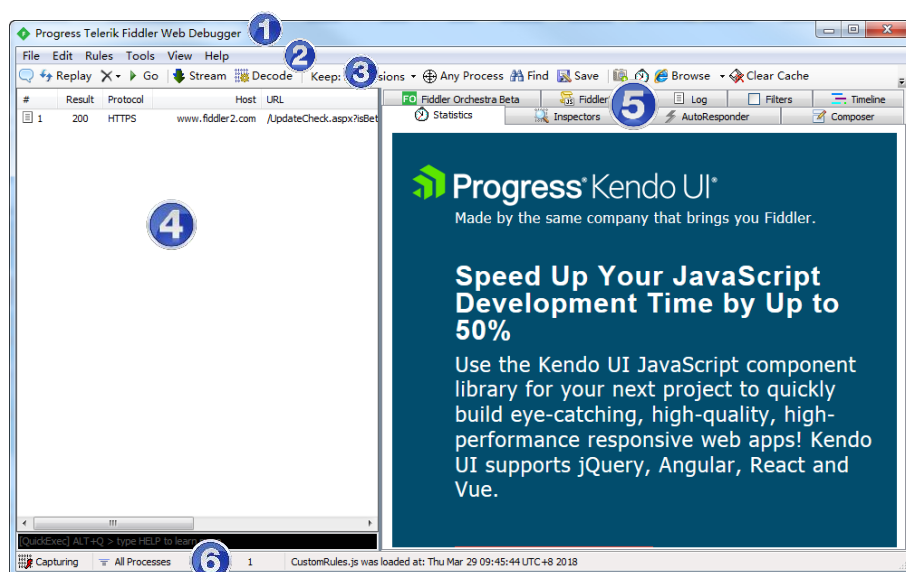 Progress Telerik Fiddler Web Debugger
1
File Edit Rules Tools View Help
2
Replay Go Stream Decode Keep: sions Any Process Find Save Browse Clear Cache
3
# Result Protocol Host URL
1 200 HTTPS www.fiddler2.com /UpdateCheck.aspx?isBet
4
FO Fiddler Orchestra Beta Fiddler Log Filters Timeline
5
Statistics Inspectors AutoResponder Composer
Progress Kendo UI
Made by the same company that brings you Fiddler.
Speed Up Your JavaScript
Development Time by Up to
50%
Use the Kendo UI JavaScript component
library for your next project to quickly
build eye-catching, high-quality, high-
performance responsive web apps! Kendo
UI supports jQuery, Angular, React and
Vue.
[QuickExec] ALT+Q > type HELP to learn
6
Capturing All Processes 1 CustomRules.js was loaded at: Thu Mar 29 09:45:44 UTC+8 2018